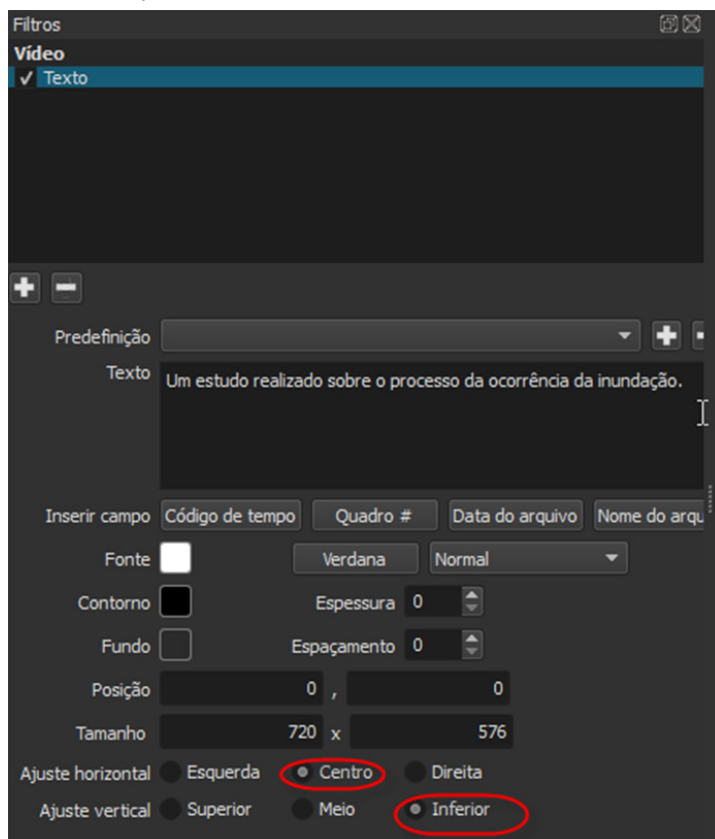 Filtros
Vídeo
Texto
Predefinição
Texto Um estudo realizado sobre o processo da ocorrência da inundação.
Inserir campo Código de tempo Quadro # Data do arquivo Nome do arqu
Fonte Verdana Normal
Contorno Espessura 0
Fundo Espaçamento 0
Posição 0 , 0
Tamanho 720 x 576
Ajuste horizontal Esquerda Centro Direita
Ajuste vertical Superior Meio Inferior